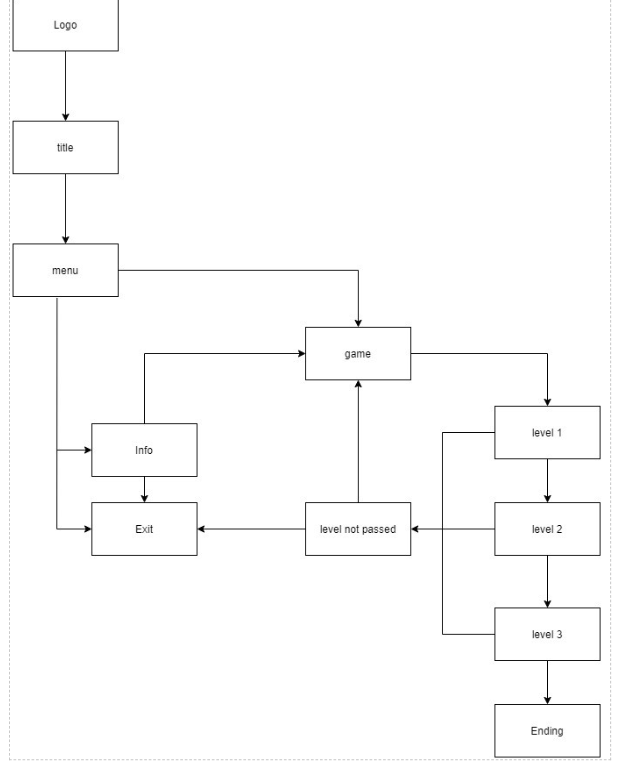 Logo
title
menu
game
Info
level 1
Exit
level not passed
level 2
level 3
Ending